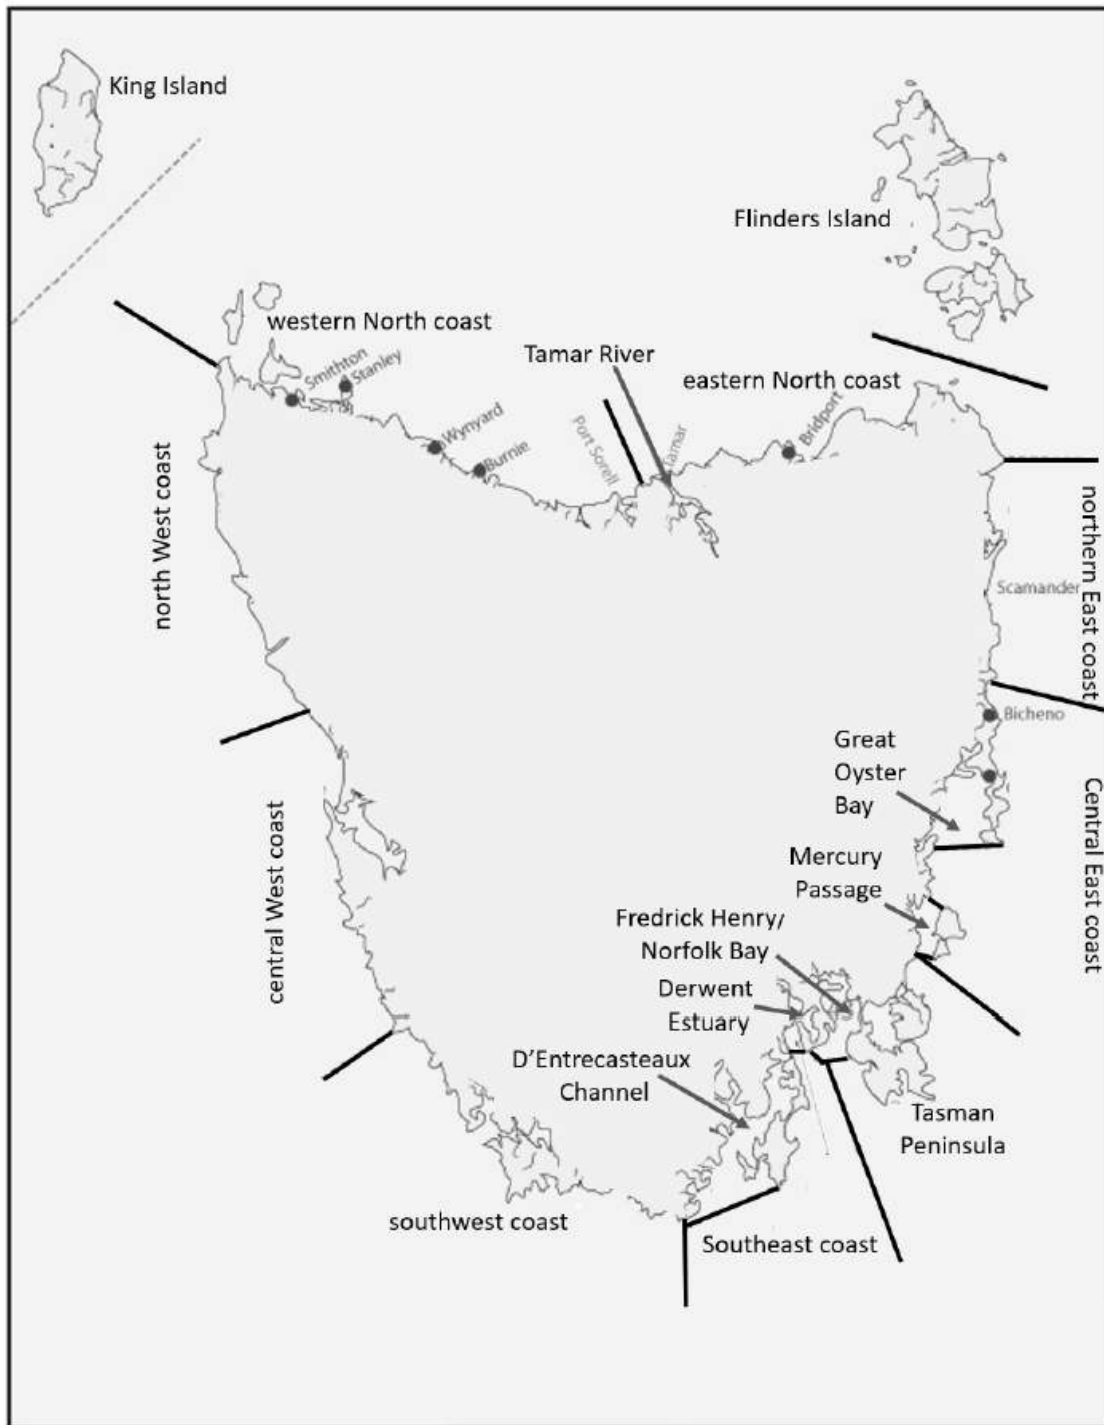 King Island
Flinders Island
western North coast
Tamar River
eastern North coast
Smithton
Stanley
Wynyard
Burnie
Port Sorell
Tamar
Bridport
north West coast
northern East coast
Scamander
Bicheno
Great
Oyster
Bay
Central East coast
central West coast
Mercury
Passage
Fredrick Henry/
Norfolk Bay
Derwent
Estuary
D'Entrecasteaux
Channel
Tasman
Peninsula
southwest coast
Southeast coast